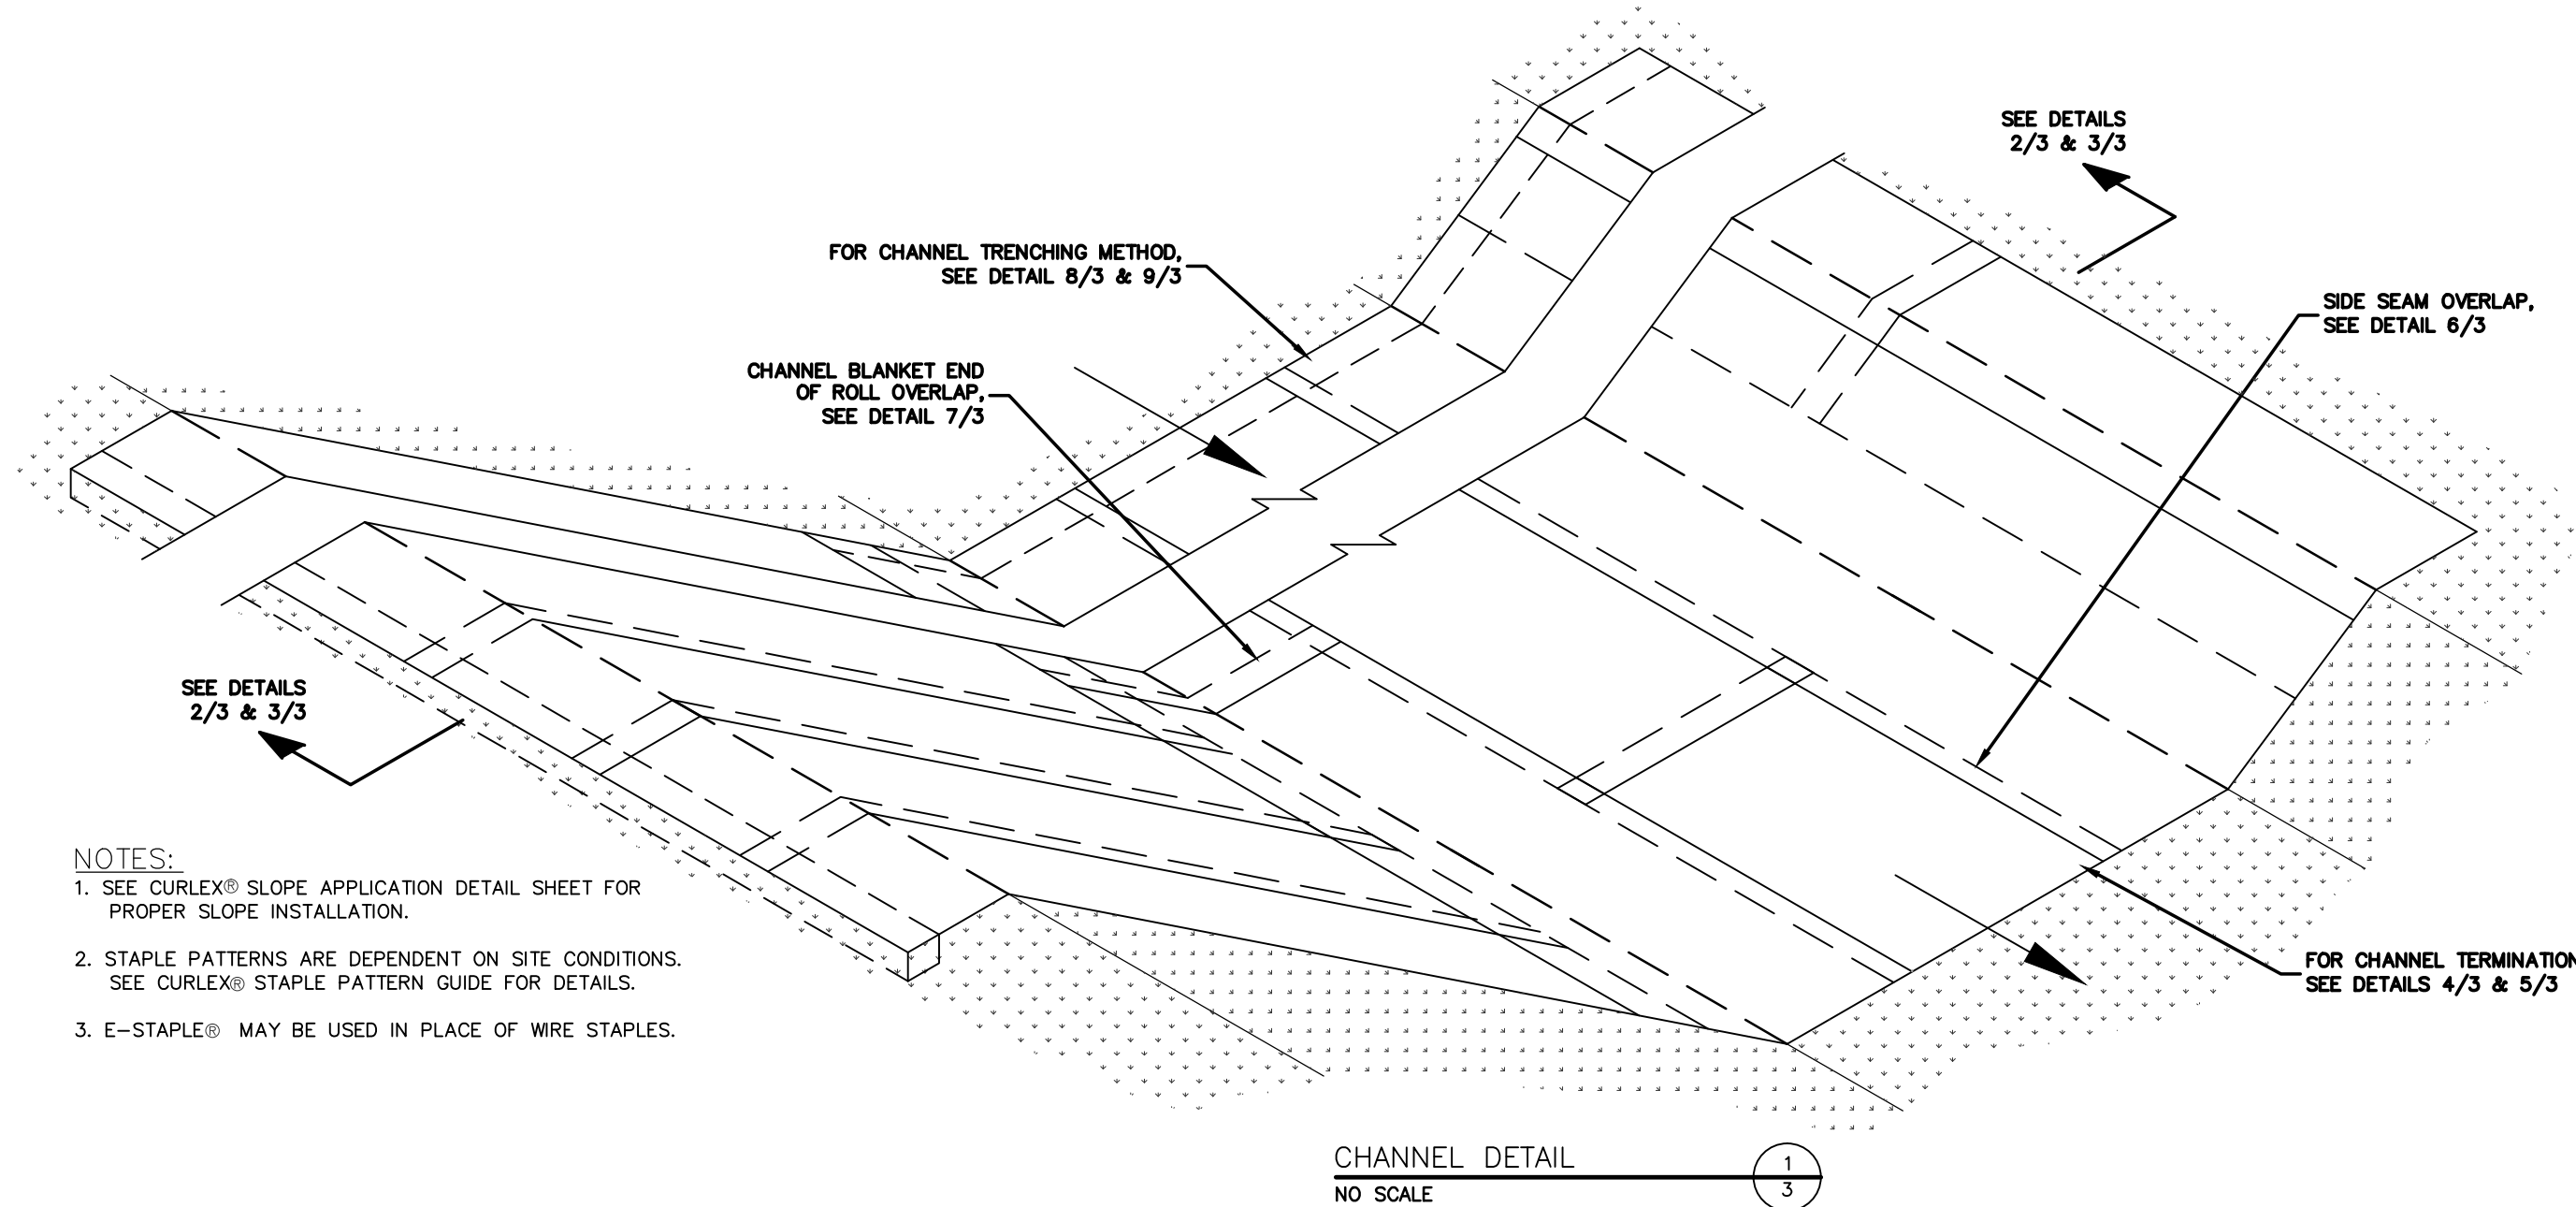 SEE DETAILS
2/3 & 3/3
FOR CHANNEL TRENCHING METHOD,
SEE DETAIL 8/3 & 9/3
SIDE SEAM OVERLAP,
SEE DETAIL 6/3
CHANNEL BLANKET END
OF ROLL OVERLAP,
SEE DETAIL 7/3
SEE DETAILS
2/3 & 3/3
NOTES:
1. SEE CURLEX® SLOPE APPLICATION DETAIL SHEET FOR
PROPER SLOPE INSTALLATION.
2. STAPLE PATTERNS ARE DEPENDENT ON SITE CONDITIONS.
SEE CURLEX® STAPLE PATTERN GUIDE FOR DETAILS.
3. E-STAPLE® MAY BE USED IN PLACE OF WIRE STAPLES.
FOR CHANNEL TERMINATION
SEE DETAILS 4/3 & 5/3
CHANNEL DETAIL
1
3
NO SCALE